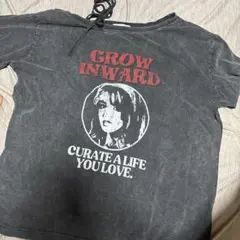 GROW
INWARD.
CURATE A LIFE
YOU LOVE.